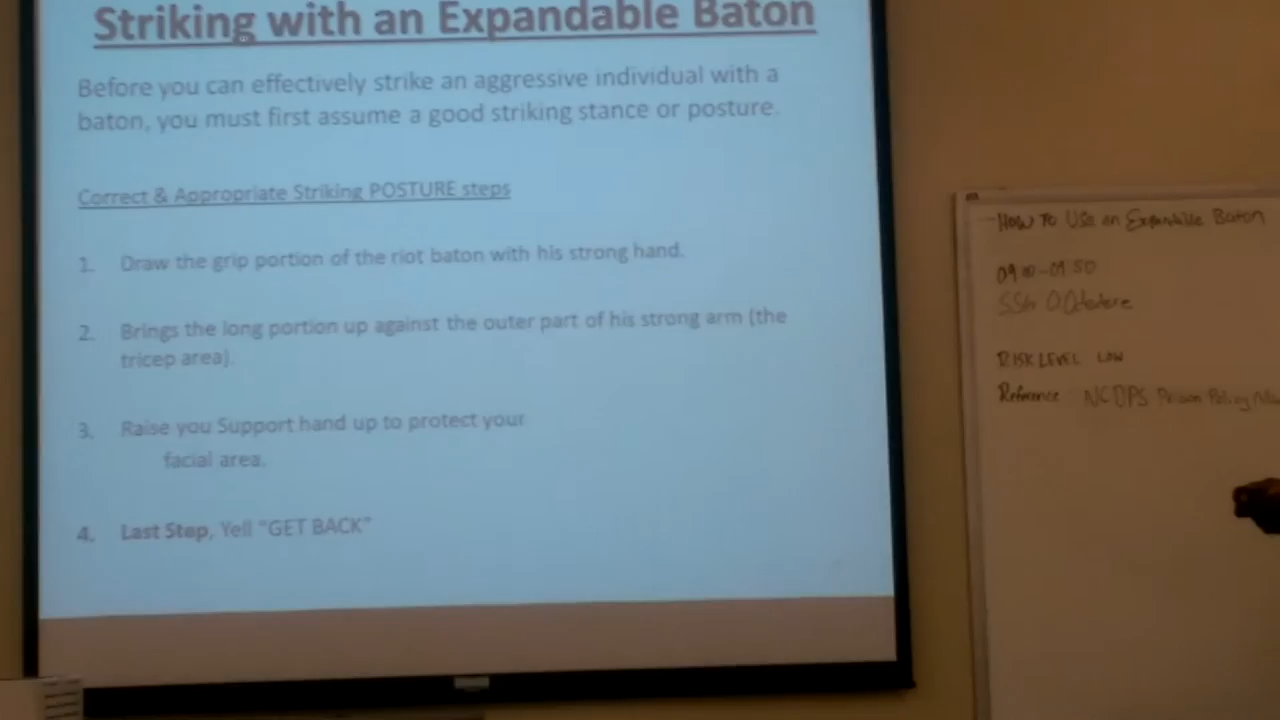 Striking with an Expandable Baton
Before you can effectively strike an aggressive individual with a
baton, you must first assume a good striking stance or posture.
Correct & Appropriate Striking POSTURE steps
1. Draw the grip portion of the riot baton with his strong hand.
2. Brings the long portion up against the outer part of his strong arm (the
tricep area).
3. Raise you Support hand up to protect your
facial area.
4. Last Step, Yell "GET BACK"
HOW TO Use an Expandable Baton
RISK LEVEL LOW
Reference NCDPS Prison Policy